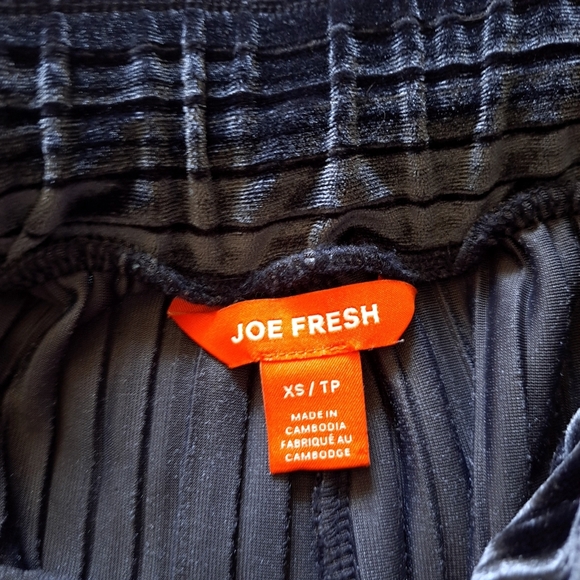 JOE FRESH
XS / TP
MADE IN
CAMBODIA
FABRIQUÉ AU
CAMBODGE